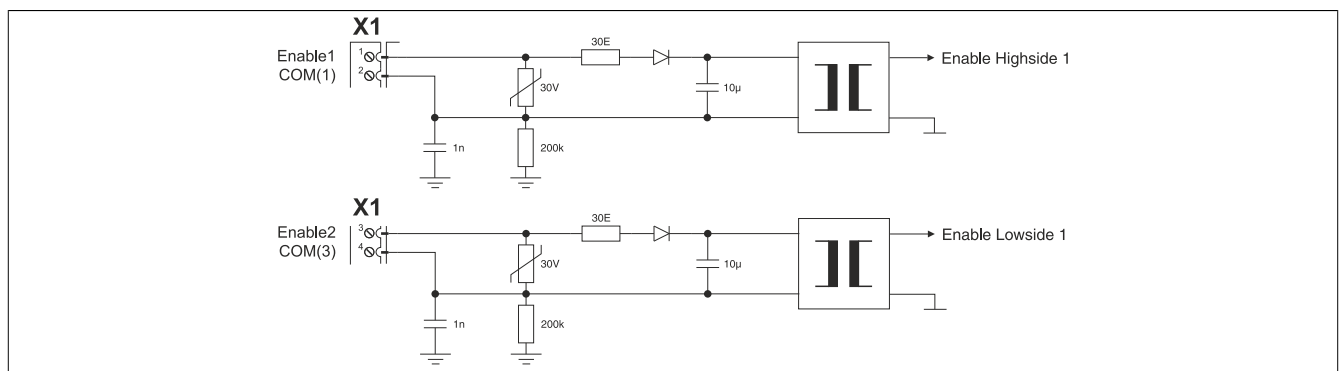 X1
30E
Enable1
1
Enable Highside 1
COM(1)
2
30V
10µ
1n
200k
X1
30E
Enable2
3
Enable Lowside 1
COM(3)
4
30V
10µ
1n
200k